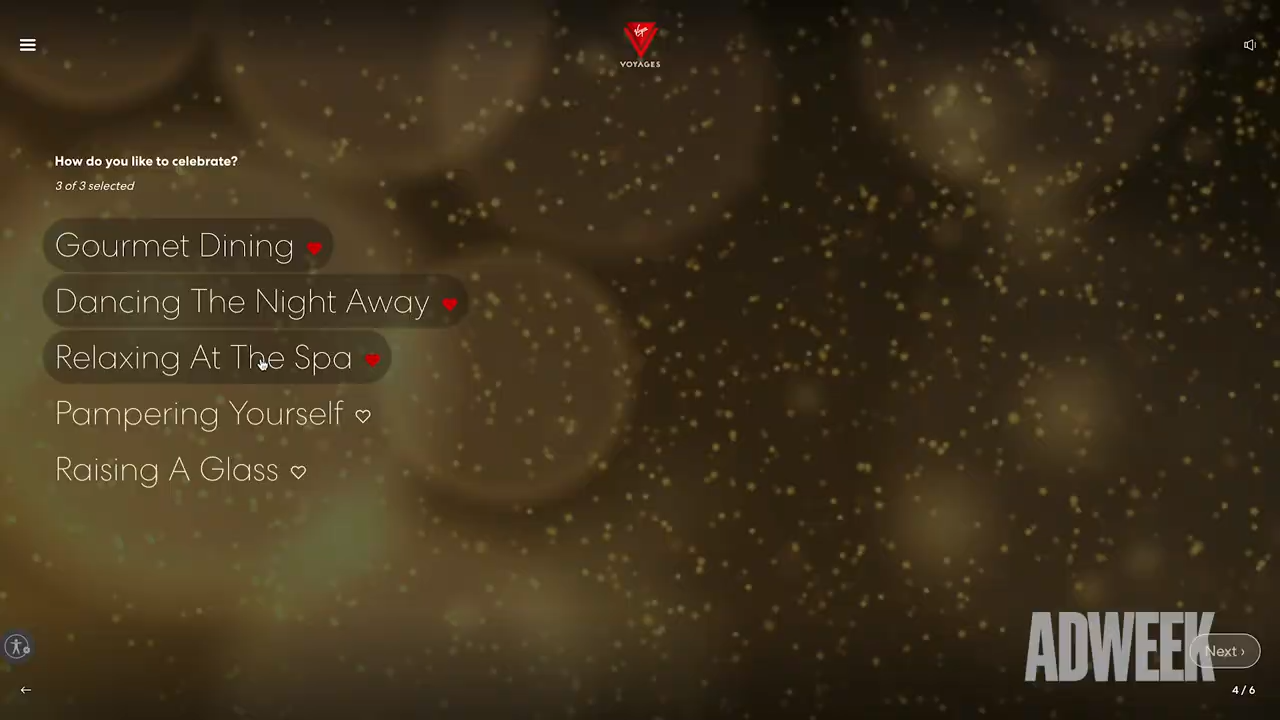 Virgin
VOYAGES
How do you like to celebrate?
3 of 3 selected
Gourmet Dining
Dancing The Night Away
Relaxing At The Spa
Pampering Yourself
Raising A Glass
ADWEEK
Next ›
4 / 6